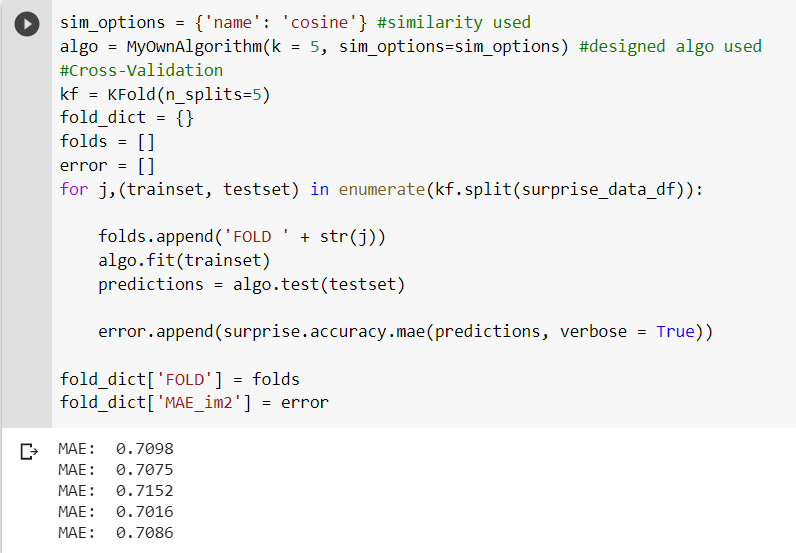 sim_options = {'name': 'cosine'} #similarity used
algo = MyOwnAlgorithm(k = 5, sim_options=sim_options) #designed algo used
#Cross-Validation
kf = KFold(n_splits=5)
fold_dict = {}
folds = []
error = []
for j,(trainset, testset) in enumerate(kf.split(surprise_data_df)):
folds.append('FOLD ' + str(j))
algo.fit(trainset)
predictions = algo.test(testset)
error.append(surprise.accuracy.mae(predictions, verbose = True))
fold_dict['FOLD'] = folds
fold_dict['MAE_im2'] = error
MAE:  0.7098
MAE:  0.7075
MAE:  0.7152
MAE:  0.7016
MAE:  0.7086